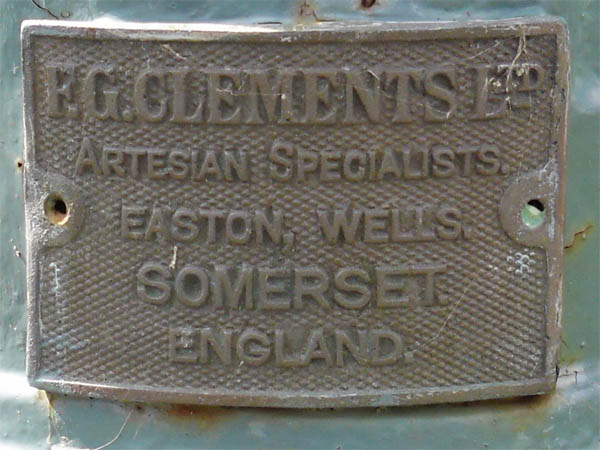 F.G. CLEMENTS LTD
ARTESIAN SPECIALISTS.
EASTON, WELLS.
SOMERSET.
ENGLAND.